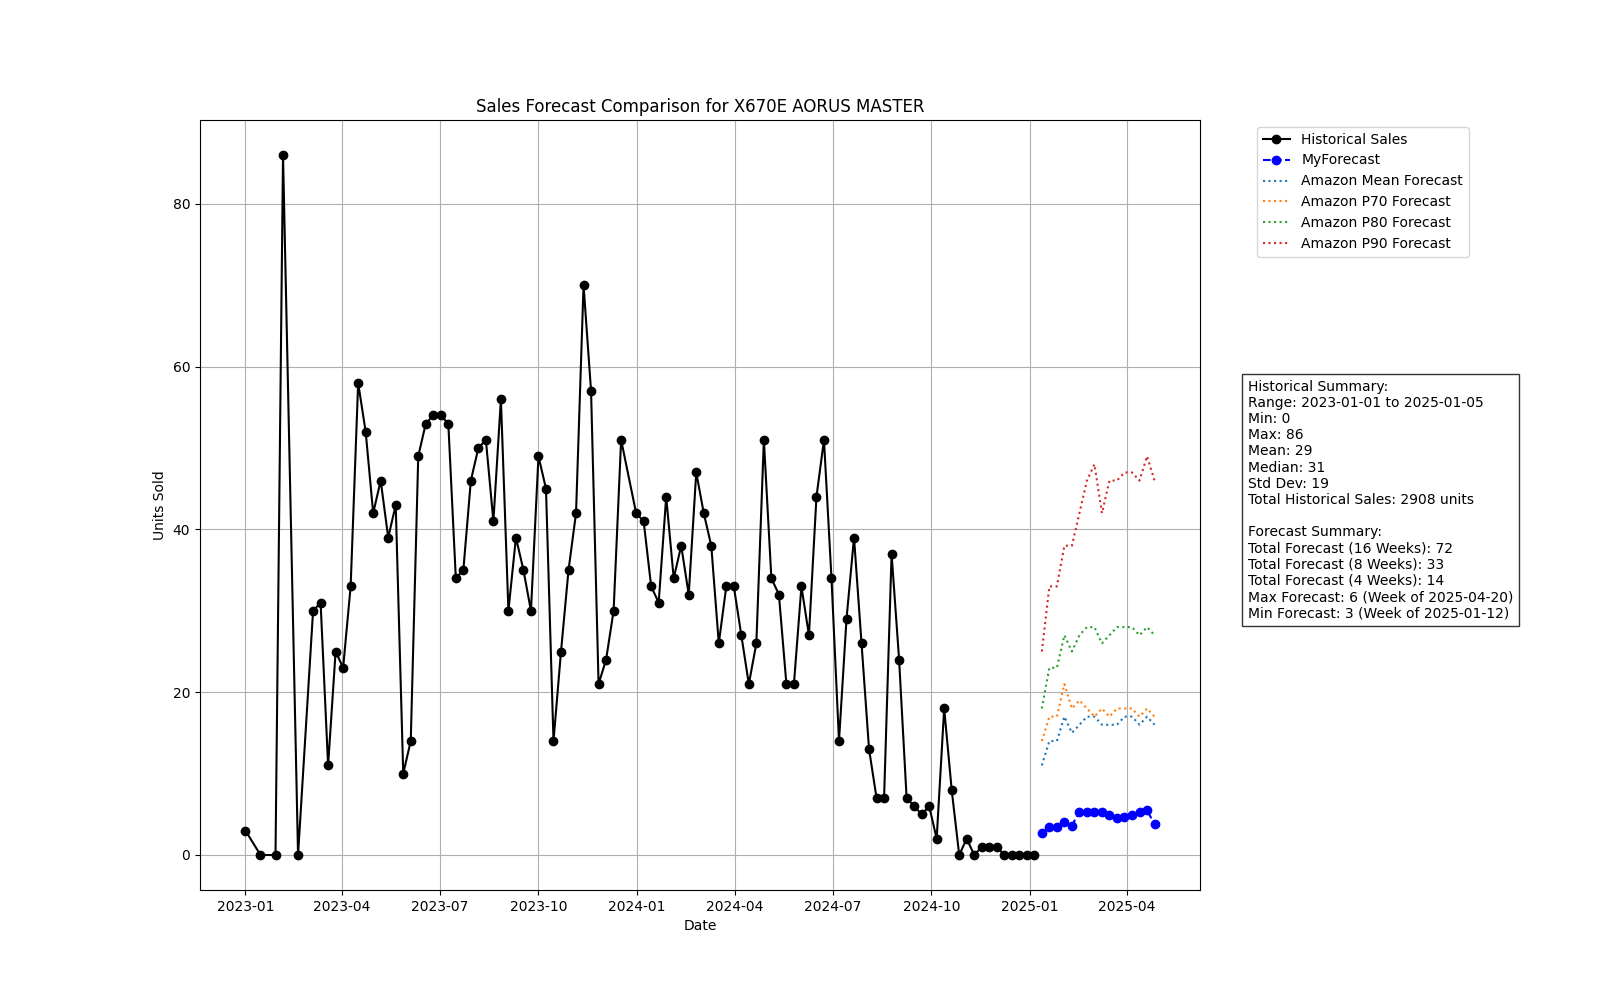 Sales Forecast Comparison for X670E AORUS MASTER
Units Sold
80
60
40
20
0
2023-01
2023-04
2023-07
2023-10
2024-01
2024-04
2024-07
2024-10
2025-01
2025-04
Date
Historical Sales
MyForecast
Amazon Mean Forecast
Amazon P70 Forecast
Amazon P80 Forecast
Amazon P90 Forecast
Historical Summary:
Range: 2023-01-01 to 2025-01-05
Min: 0
Max: 86
Mean: 29
Median: 31
Std Dev: 19
Total Historical Sales: 2908 units
Forecast Summary:
Total Forecast (16 Weeks): 72
Total Forecast (8 Weeks): 33
Total Forecast (4 Weeks): 14
Max Forecast: 6 (Week of 2025-04-20)
Min Forecast: 3 (Week of 2025-01-12)